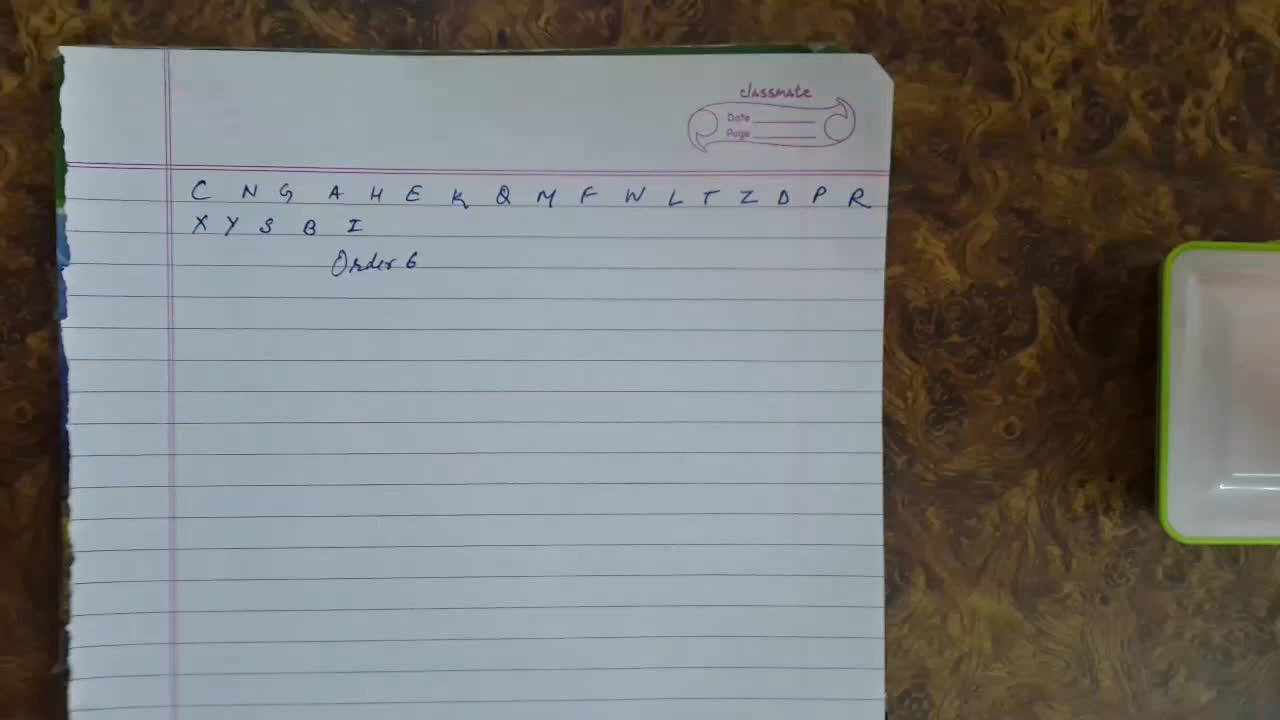 classmate
Date
Page
C N G A H E K Q M F W L T Z D P R
X Y S B I
Order 6